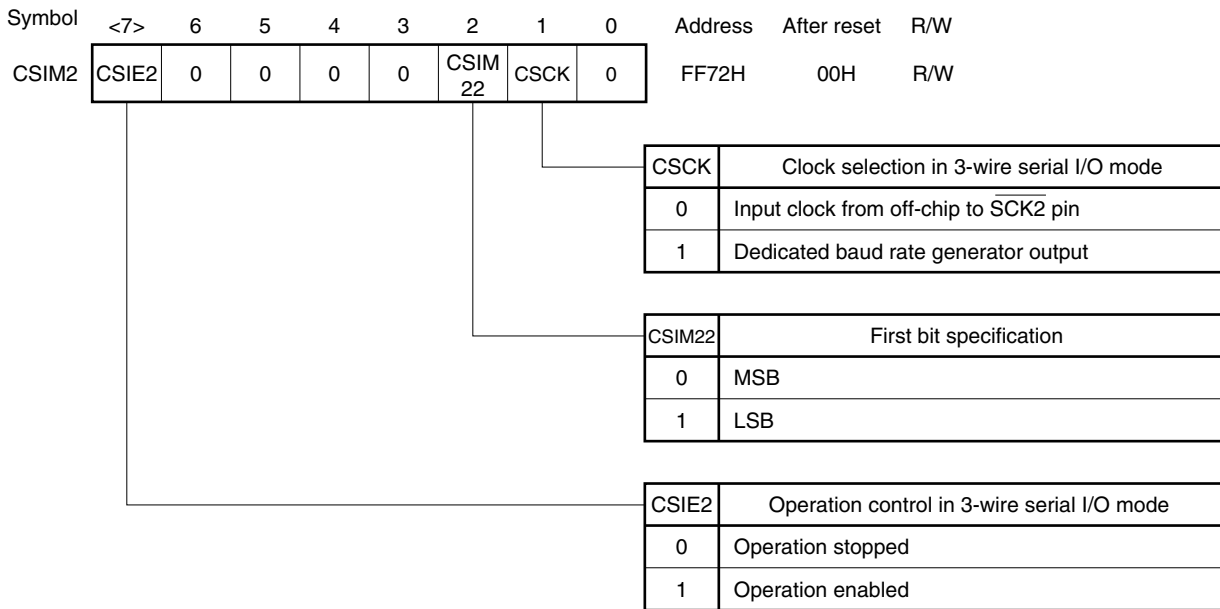 Symbol <7> 6 5 4 3 2 1 0 Address After reset R/W
CSIM2 CSIE2 0 0 0 0 CSIM 22 CSCK 0 FF72H 00H R/W
CSCK Clock selection in 3-wire serial I/O mode
0 Input clock from off-chip to S̅C̅K̅2̅ pin
1 Dedicated baud rate generator output
CSIM22 First bit specification
0 MSB
1 LSB
CSIE2 Operation control in 3-wire serial I/O mode
0 Operation stopped
1 Operation enabled